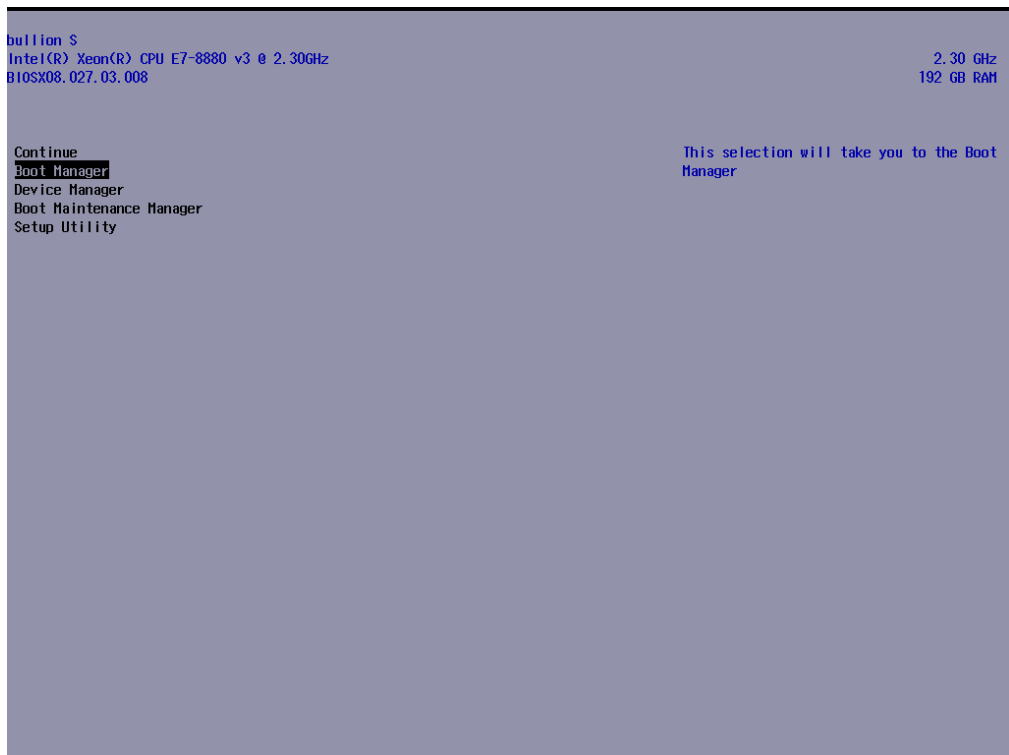 bullion S
Intel(R) Xeon(R) CPU E7-8880 v3 @ 2.30GHz 2.30 GHz
BIOSX08.027.03.008 192 GB RAM
Continue
Boot Manager
Device Manager
Boot Maintenance Manager
Setup Utility
This selection will take you to the Boot
Manager